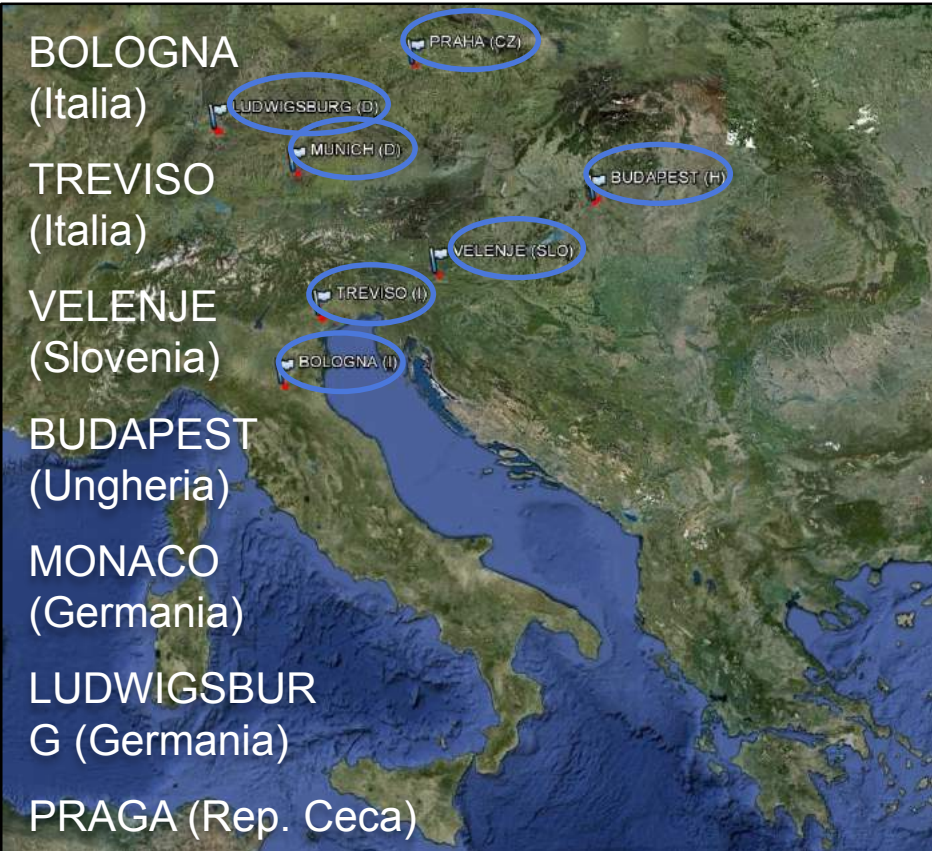 BOLOGNA
(Italia)
TREVISO
(Italia)
VELENJE
(Slovenia)
BUDAPEST
(Ungheria)
MONACO
(Germania)
LUDWIGSBUR
G (Germania)
PRAGA (Rep. Ceca)
PRAHA (CZ)
LUDWIGSBURG (D)
MUNICH (D)
BUDAPEST (H)
VELENJE (SLO)
TREVISO (I)
BOLOGNA (I)